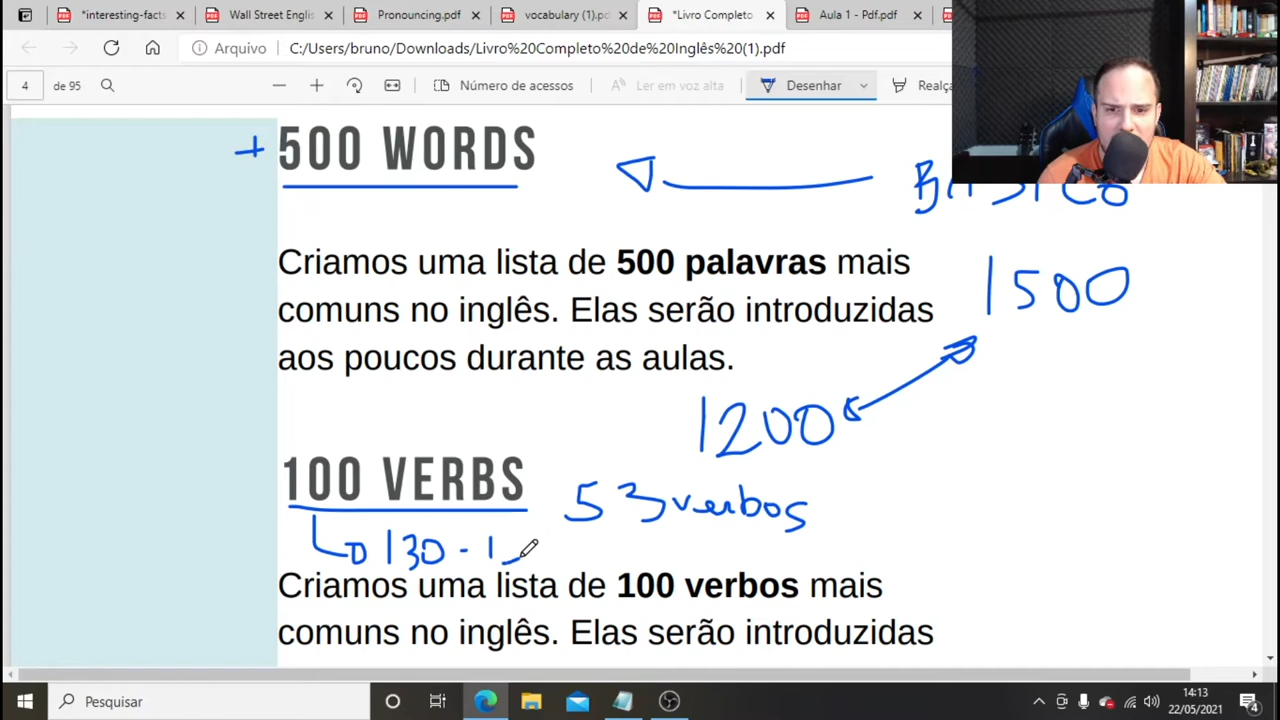 *interesting-facts
Wall Street Englis
Pronouncing.pdf
vocabulary (1).pd
*Livro Completo
Aula 1 - Pdf.pdf
Arquivo
C:/Users/bruno/Downloads/Livro%20Completo%20de%20Inglês%20(1).pdf
4 de 95
Número de acessos
Ler em voz alta
Desenhar
Realça
+ 500 WORDS
BÁSICO
Criamos uma lista de 500 palavras mais
comuns no inglês. Elas serão introduzidas
aos poucos durante as aulas.
1500
1200
100 VERBS
53 verbos
130 - 1
Criamos uma lista de 100 verbos mais
comuns no inglês. Elas serão introduzidas
Pesquisar
14:13
22/05/2021
4